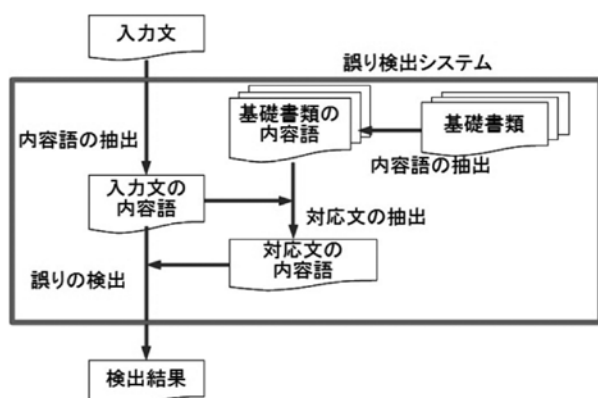 入力文
誤り検出システム
基礎書類の
内容語
基礎書類
内容語の抽出
内容語の抽出
入力文の
内容語
対応文の抽出
対応文の
内容語
誤りの検出
検出結果